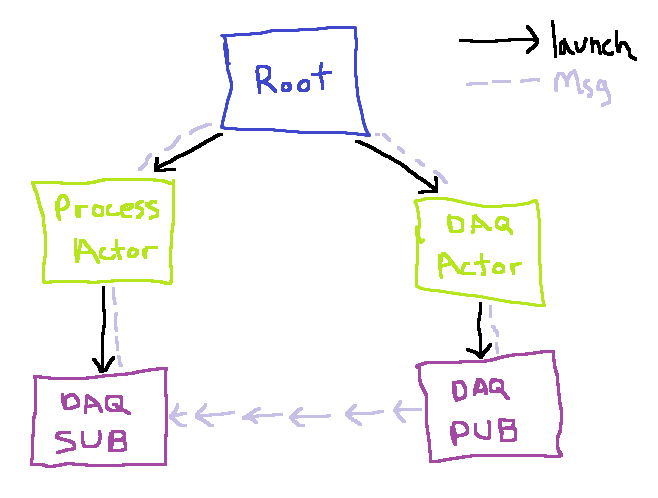 launch
Msg
Root
Process
Actor
DAQ
Actor
DAQ
SUB
DAQ
PUB